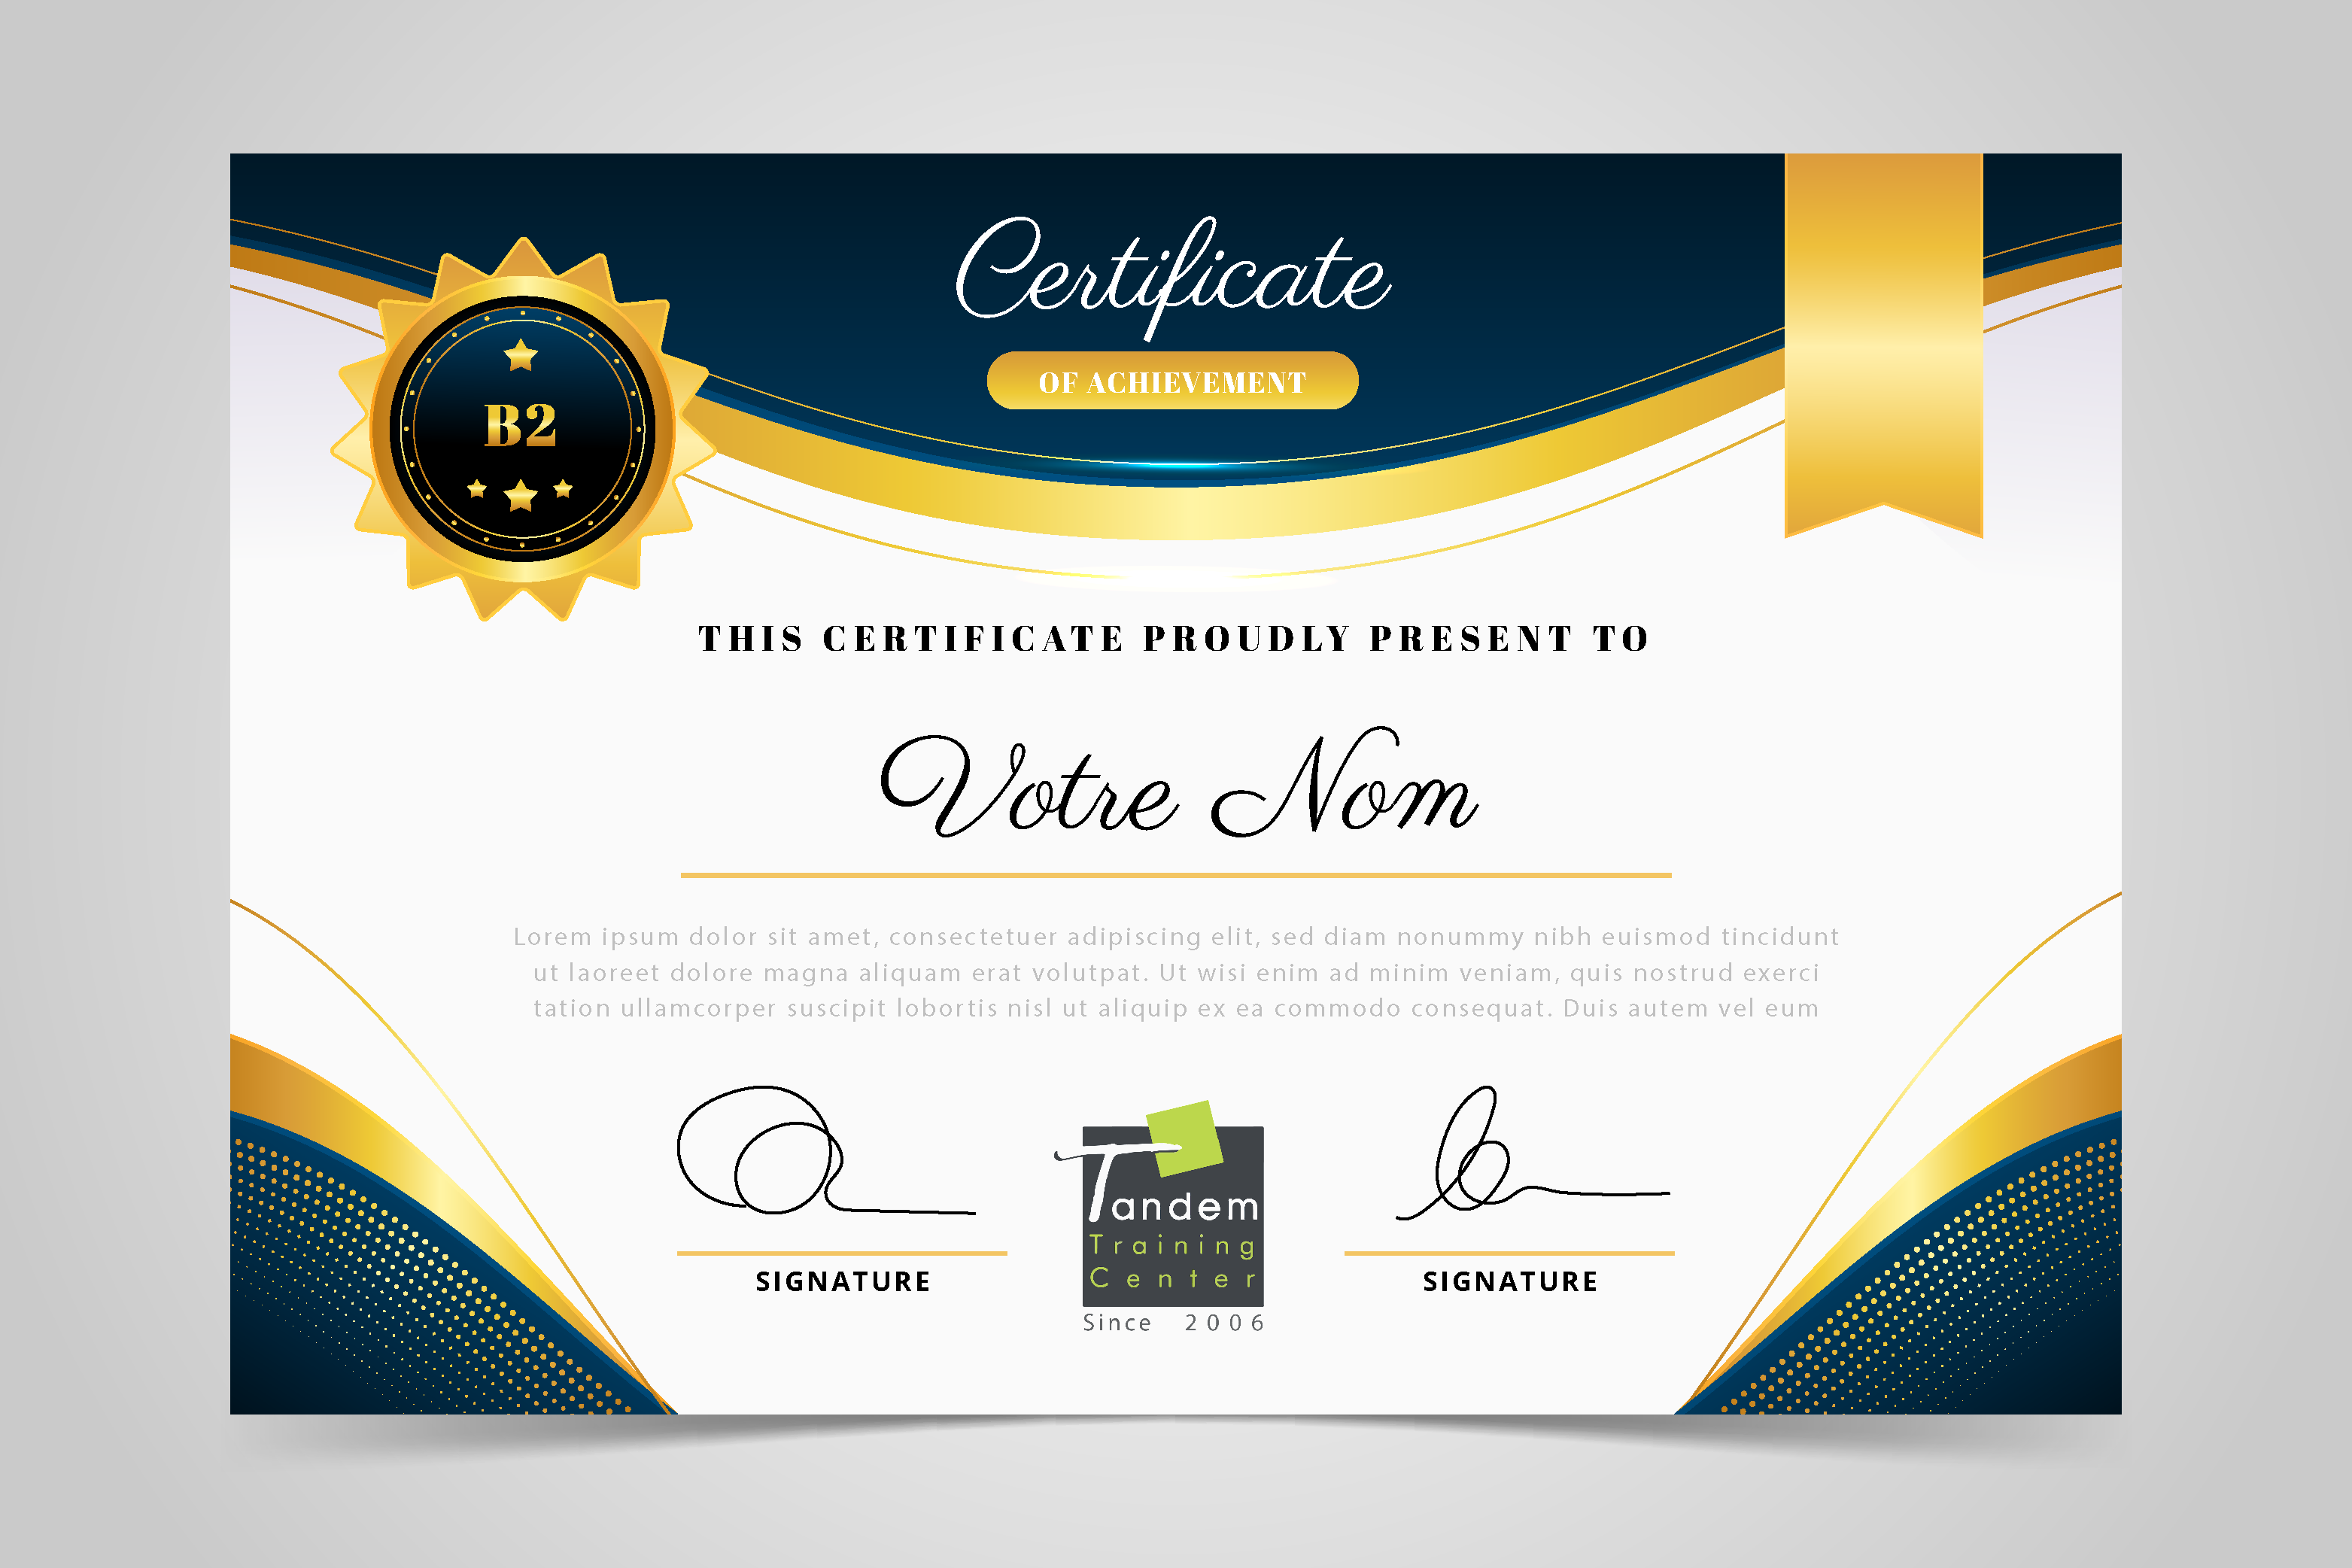 Certificate
OF ACHIEVEMENT
B2
THIS CERTIFICATE PROUDLY PRESENT TO
Votre Nom
Lorem ipsum dolor sit amet, consectetuer adipiscing elit, sed diam nonummy nibh euismod tincidunt
ut laoreet dolore magna aliquam erat volutpat. Ut wisi enim ad minim veniam, quis nostrud exerci
tation ullamcorper suscipit lobortis nisl ut aliquip ex ea commodo consequat. Duis autem vel eum
SIGNATURE
Tandem
Training
Center
Since 2006
SIGNATURE